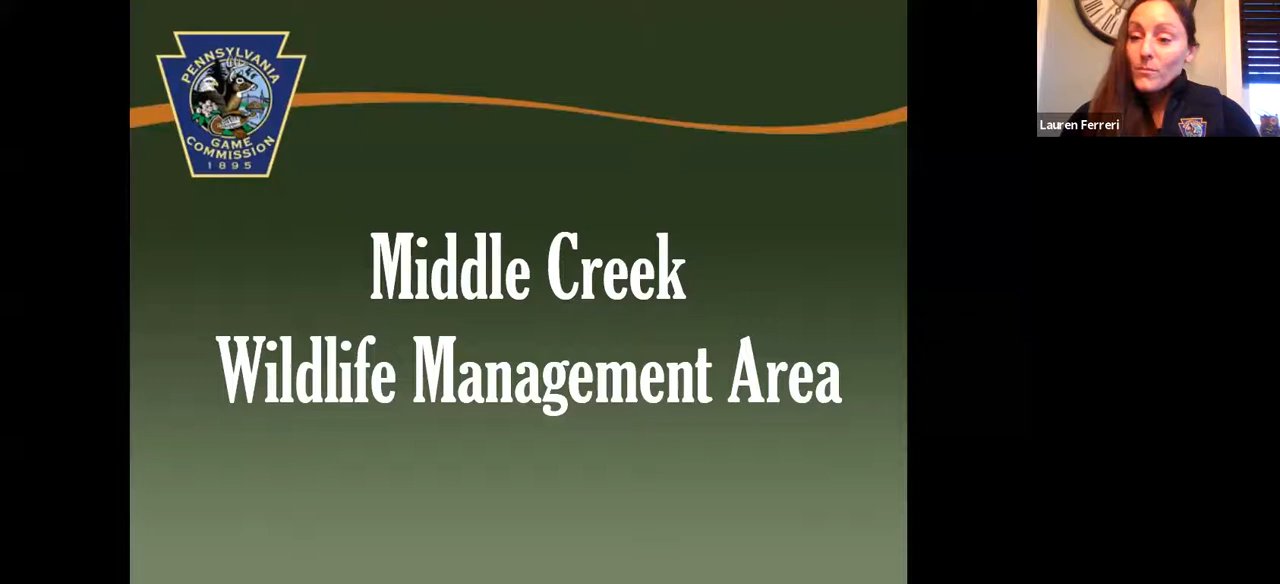 PENNSYLVANIA
GAME
COMMISSION
1895
Lauren Ferreri
Middle Creek
Wildlife Management Area